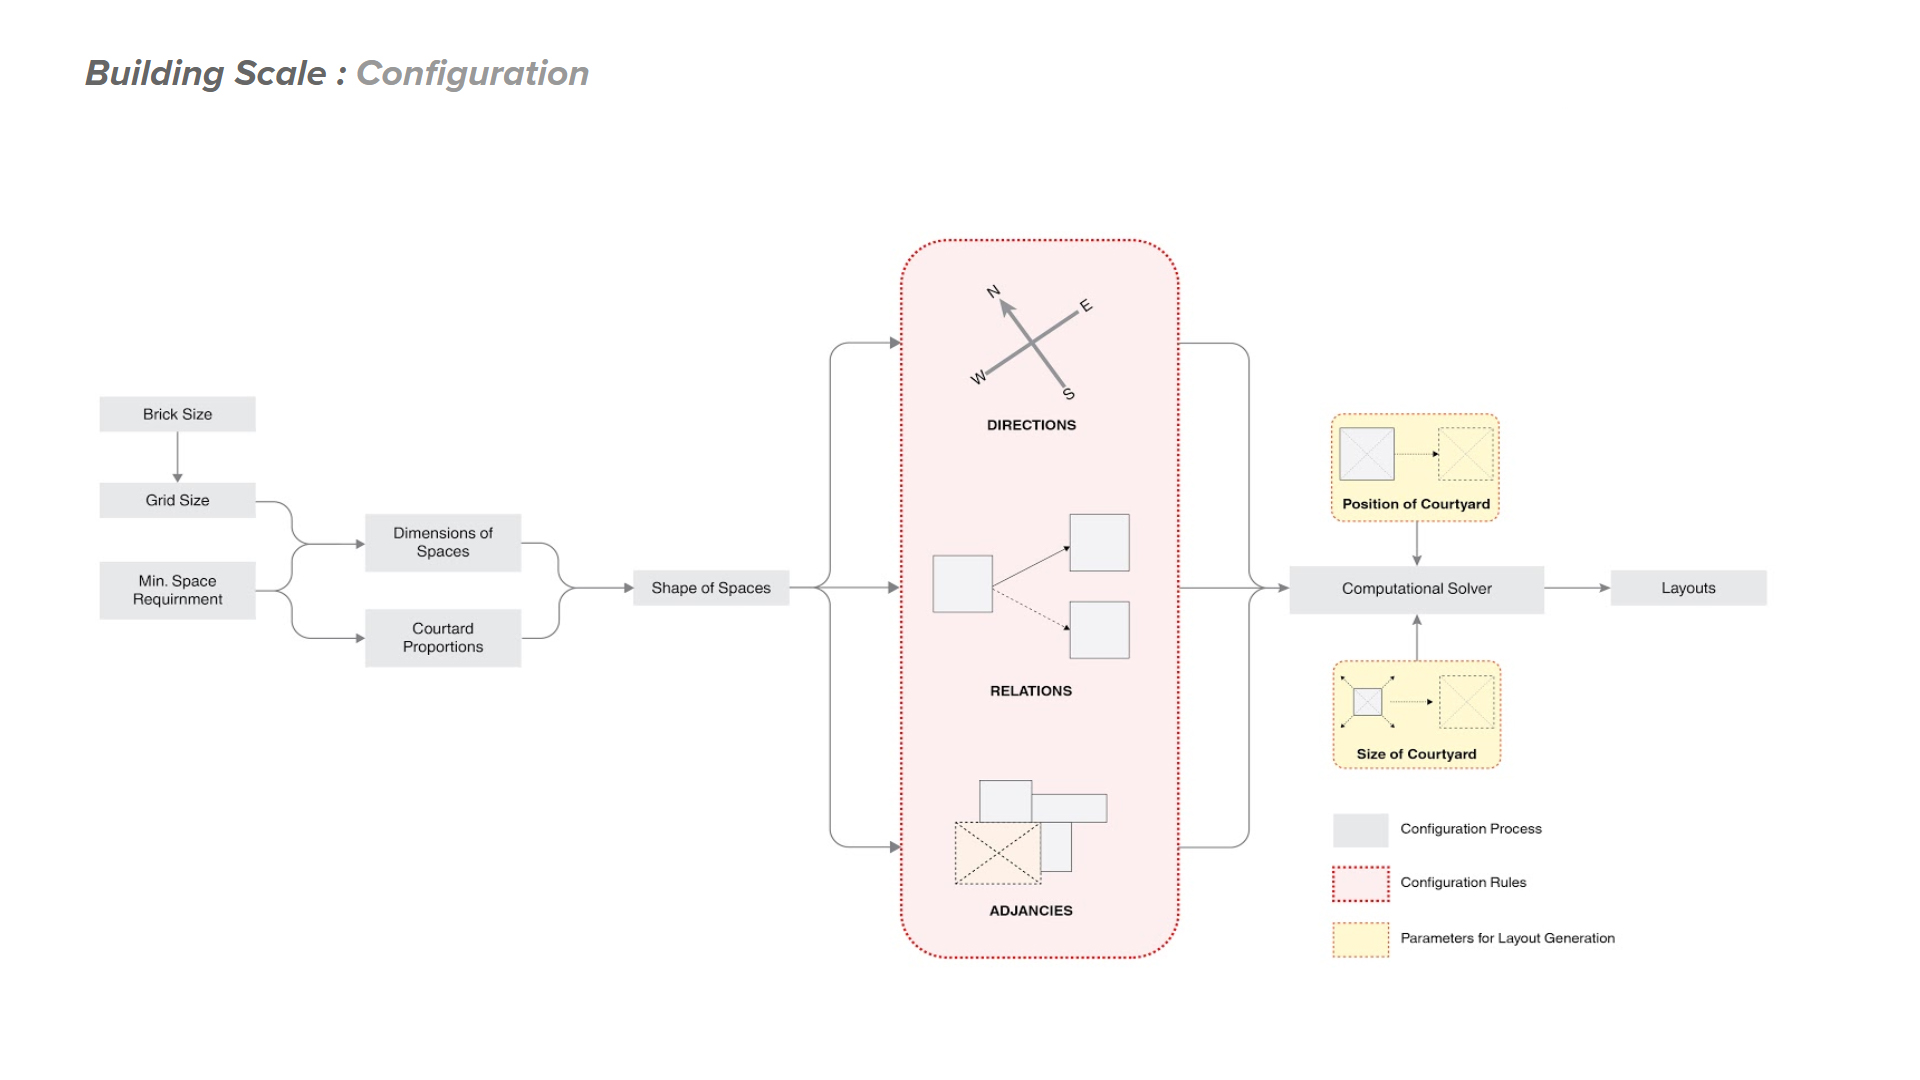 Building Scale : Configuration
Brick Size
Grid Size
Min. Space
Requirnment
Dimensions of
Spaces
Courtard
Proportions
Shape of Spaces
N
E
W
S
DIRECTIONS
RELATIONS
ADJANCIES
Position of Courtyard
Computational Solver
Layouts
Size of Courtyard
Configuration Process
Configuration Rules
Parameters for Layout Generation